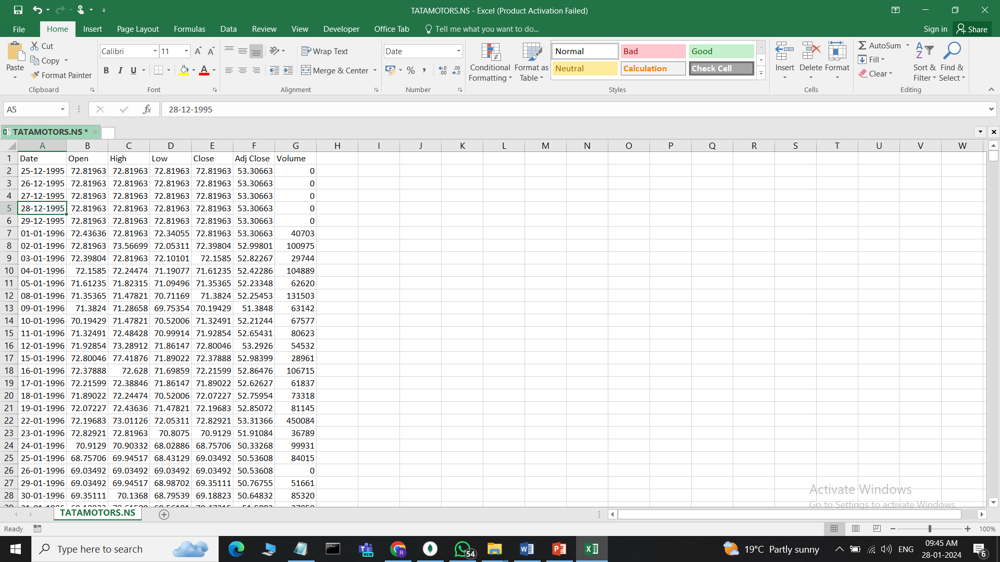 TATAMOTORS.NS - Excel (Product Activation Failed)
File Home Insert Page Layout Formulas Data Review View Developer Office Tab Tell me what you want to do... Sign in Share
Paste Cut Copy Format Painter Clipboard
Calibri 11 B I U A Font
Wrap Text Merge & Center Alignment
Date % , Number
Conditional Formatting Format as Table
Normal Bad Good
Neutral Calculation Check Cell
Styles
Insert Delete Format Cells
AutoSum Fill Clear Sort & Filter Find & Select Editing
A5 fx 28-12-1995
TATAMOTORS.NS *
A B C D E F G H I J K L M N O P Q R S T U V W
1 Date Open High Low Close Adj Close Volume
2 25-12-1995 72.81963 72.81963 72.81963 72.81963 53.30663 0
3 26-12-1995 72.81963 72.81963 72.81963 72.81963 53.30663 0
4 27-12-1995 72.81963 72.81963 72.81963 72.81963 53.30663 0
5 28-12-1995 72.81963 72.81963 72.81963 72.81963 53.30663 0
6 29-12-1995 72.81963 72.81963 72.81963 72.81963 53.30663 0
7 01-01-1996 72.43636 72.81963 72.34055 72.81963 53.30663 40703
8 02-01-1996 72.81963 73.56699 72.05311 72.39804 52.99801 100975
9 03-01-1996 72.39804 72.81963 72.10101 72.1585 52.82267 29744
10 04-01-1996 72.1585 72.24474 71.19077 71.61235 52.42286 104889
11 05-01-1996 71.61235 71.82315 71.09496 71.35365 52.23348 62620
12 08-01-1996 71.35365 71.47821 70.71169 71.3824 52.25453 131503
13 09-01-1996 71.3824 71.28658 69.75354 70.19429 51.3848 63142
14 10-01-1996 70.19429 71.47821 70.52006 71.32491 52.21244 67577
15 11-01-1996 71.32491 72.48428 70.99914 71.92854 52.65431 80623
16 12-01-1996 71.92854 73.28912 71.86147 72.80046 53.2926 54532
17 15-01-1996 72.80046 77.41876 71.89022 72.37888 52.98399 28961
18 16-01-1996 72.37888 72.628 71.69859 72.21599 52.86476 106715
19 17-01-1996 72.21599 72.38846 71.86147 71.89022 52.62627 61837
20 18-01-1996 71.89022 72.24474 70.52006 72.07227 52.75954 73318
21 19-01-1996 72.07227 72.43636 71.47821 72.19683 52.85072 81145
22 22-01-1996 72.19683 73.01126 72.05311 72.82921 53.31366 450084
23 23-01-1996 72.82921 72.81963 70.8075 70.9129 51.91084 36789
24 24-01-1996 70.9129 70.90332 68.02886 68.75706 50.33268 99931
25 25-01-1996 68.75706 69.94517 68.43129 69.03492 50.53608 84015
26 26-01-1996 69.03492 69.03492 69.03492 69.03492 50.53608 0
27 29-01-1996 69.03492 69.94517 68.98702 69.35111 50.76755 51661
28 30-01-1996 69.35111 70.1368 68.79539 69.18823 50.64832 85320
Activate Windows
Go to Settings to activate Windows.
TATAMOTORS.NS
Ready 100%
Type here to search NEW R 54 19°C Partly sunny ENG 09:45 AM 28-01-2024 6